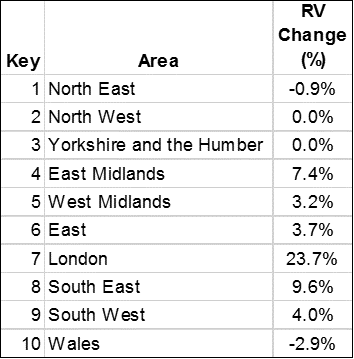 Key Area RV Change (%)
1 North East -0.9%
2 North West 0.0%
3 Yorkshire and the Humber 0.0%
4 East Midlands 7.4%
5 West Midlands 3.2%
6 East 3.7%
7 London 23.7%
8 South East 9.6%
9 South West 4.0%
10 Wales -2.9%